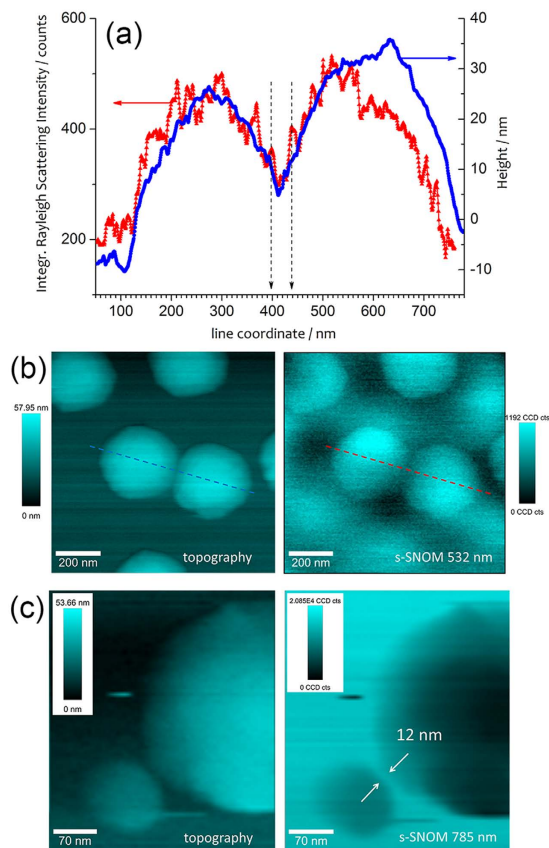 (a)
600
400
200
Integr. Rayleigh Scattering Intensity / counts
40
30
20
10
0
-10
Height / nm
100 200 300 400 500 600 700
line coordinate / nm
(b)
57.95 nm
0 nm
200 nm
topography
200 nm
s-SNOM 532 nm
1192 CCD cts
0 CCD cts
(c)
53.66 nm
0 nm
70 nm
topography
2.085E4 CCD cts
0 CCD cts
12 nm
70 nm
s-SNOM 785 nm